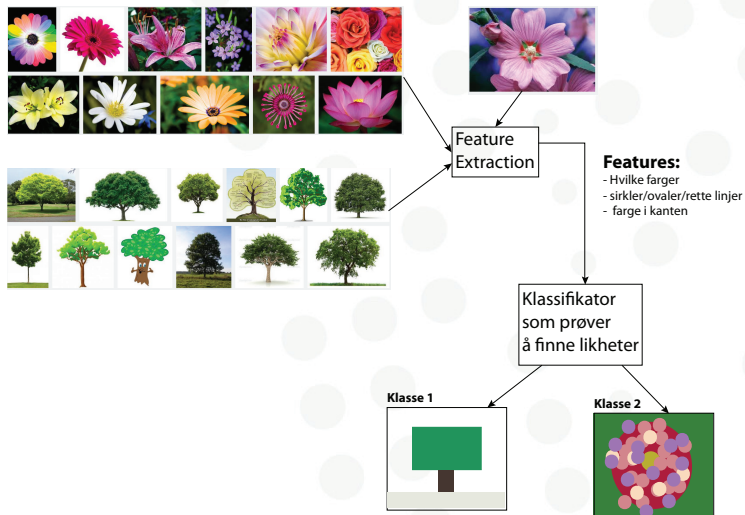 Feature
Extraction
Features:
- Hvilke farger
- sirkler/ovaler/rette linjer
- farge i kanten
Klassifikator
som prøver
å finne likheter
Klasse 1
Klasse 2